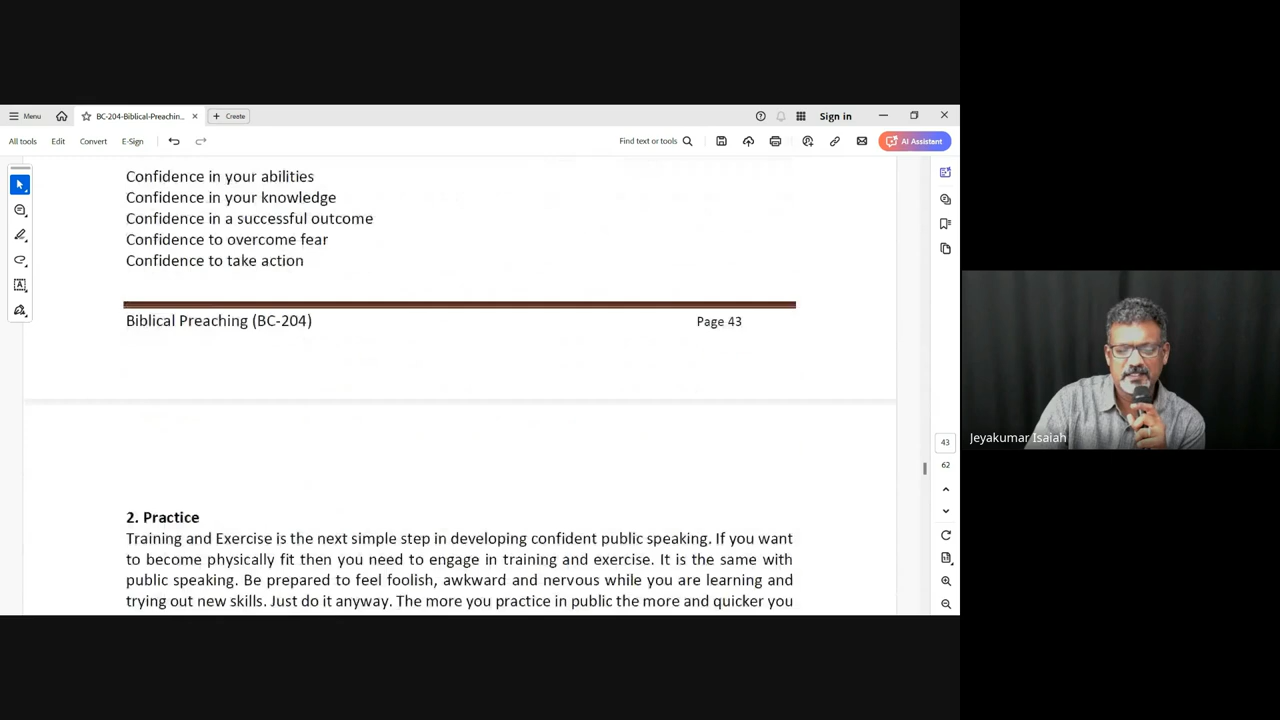 Menu
BC-204-Biblical-Preachin...
Create
Sign in
All tools
Edit
Convert
E-Sign
Find text or tools
AI Assistant
Confidence in your abilities
Confidence in your knowledge
Confidence in a successful outcome
Confidence to overcome fear
Confidence to take action
Biblical Preaching (BC-204)
Page 43
2. Practice
Training and Exercise is the next simple step in developing confident public speaking. If you want
to become physically fit then you need to engage in training and exercise. It is the same with
public speaking. Be prepared to feel foolish, awkward and nervous while you are learning and
trying out new skills. Just do it anyway. The more you practice in public the more and quicker you
43
62
Jeyakumar Isaiah